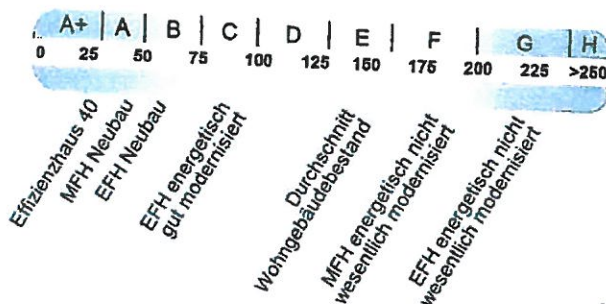 A+ A B C D E F G H
0 25 50 75 100 125 150 175 200 225 >250
Effizienzhaus 40
MFH Neubau
EFH Neubau
EFH energetisch
gut modernisiert
Durchschnitt
Wohngebäudebestand
MFH energetisch nicht
wesentlich modernisiert
EFH energetisch nicht
wesentlich modernisiert